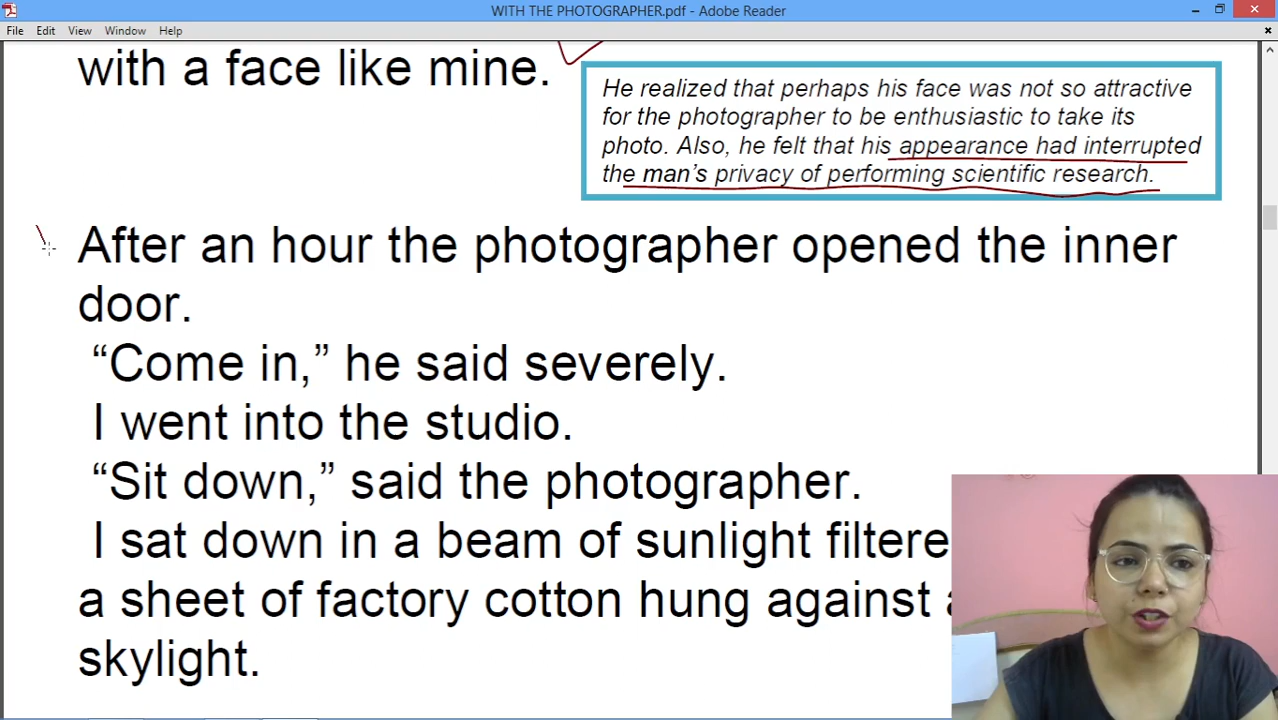 WITH THE PHOTOGRAPHER.pdf - Adobe Reader
File Edit View Window Help
with a face like mine.
He realized that perhaps his face was not so attractive
for the photographer to be enthusiastic to take its
photo. Also, he felt that his appearance had interrupted
the man's privacy of performing scientific research.
After an hour the photographer opened the inner
door.
“Come in,” he said severely.
I went into the studio.
“Sit down,” said the photographer.
I sat down in a beam of sunlight filtere
a sheet of factory cotton hung against a
skylight.